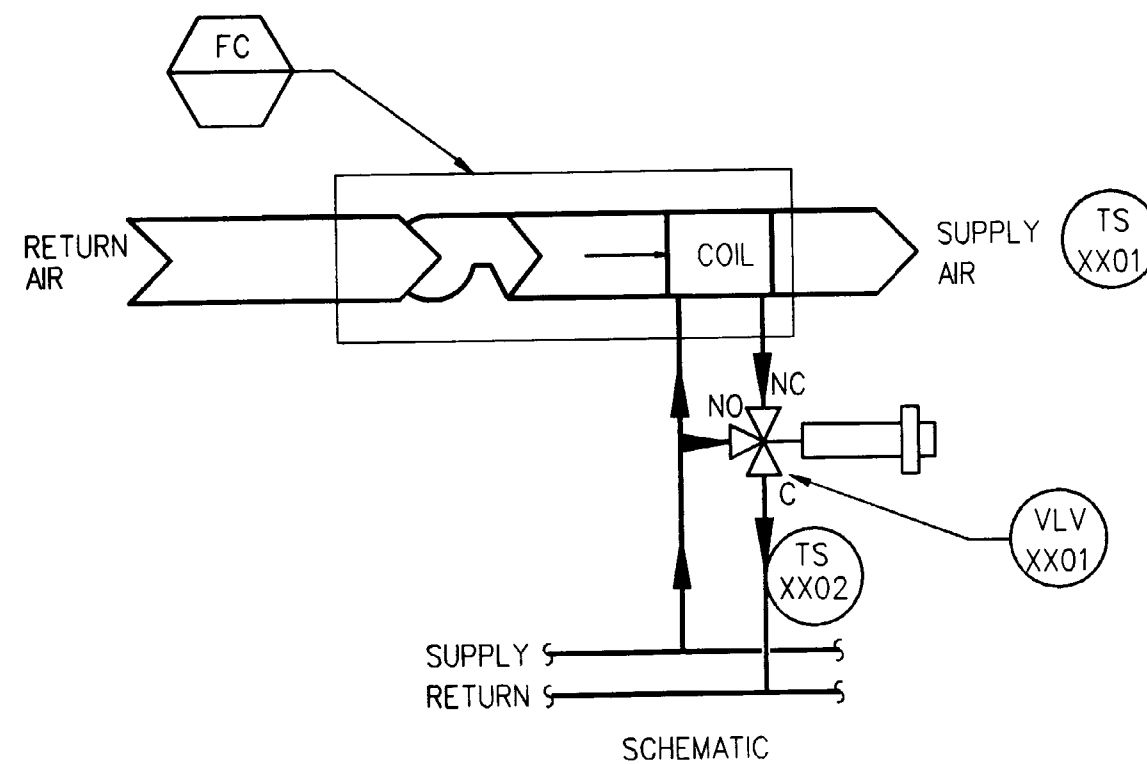 FC
RETURN
AIR
COIL
SUPPLY
AIR
TS
XX01
NC
NO
C
VLV
XX01
TS
XX02
SUPPLY
RETURN
SCHEMATIC